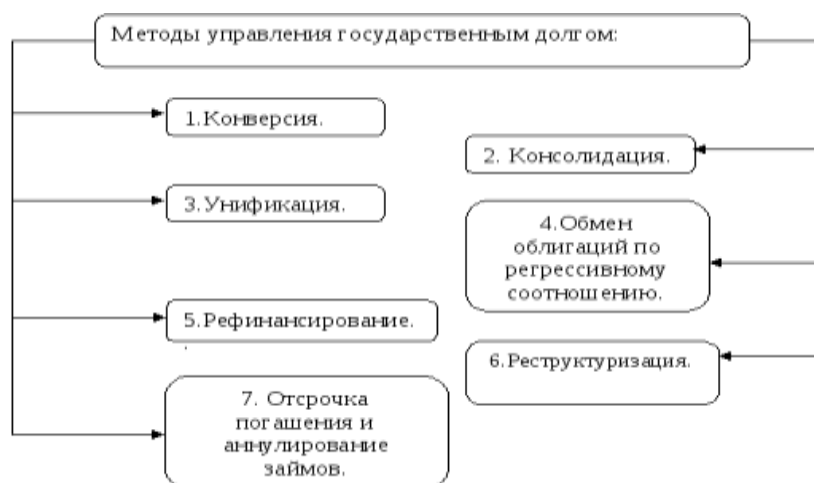 Методы управления государственным долгом:
1.Конверсия.
2. Консолидация.
3.Унификация.
4.Обмен
облигаций по
регрессивному
соотношению.
5.Рефинансирование.
6.Реструктуризация.
7. Отсрочка
погашения и
аннулирование
займов.